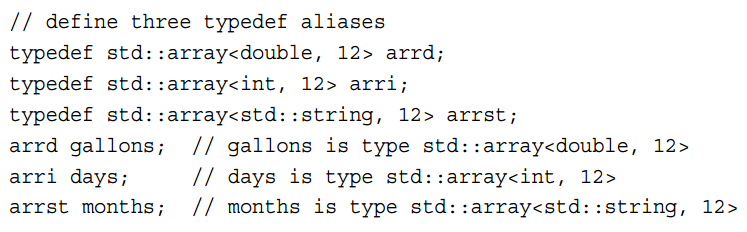 // define three typedef aliases
typedef std::array<double, 12> arrd;
typedef std::array<int, 12> arri;
typedef std::array<std::string, 12> arrst;
arrd gallons;  // gallons is type std::array<double, 12>
arri days;     // days is type std::array<int, 12>
arrst months;  // months is type std::array<std::string, 12>